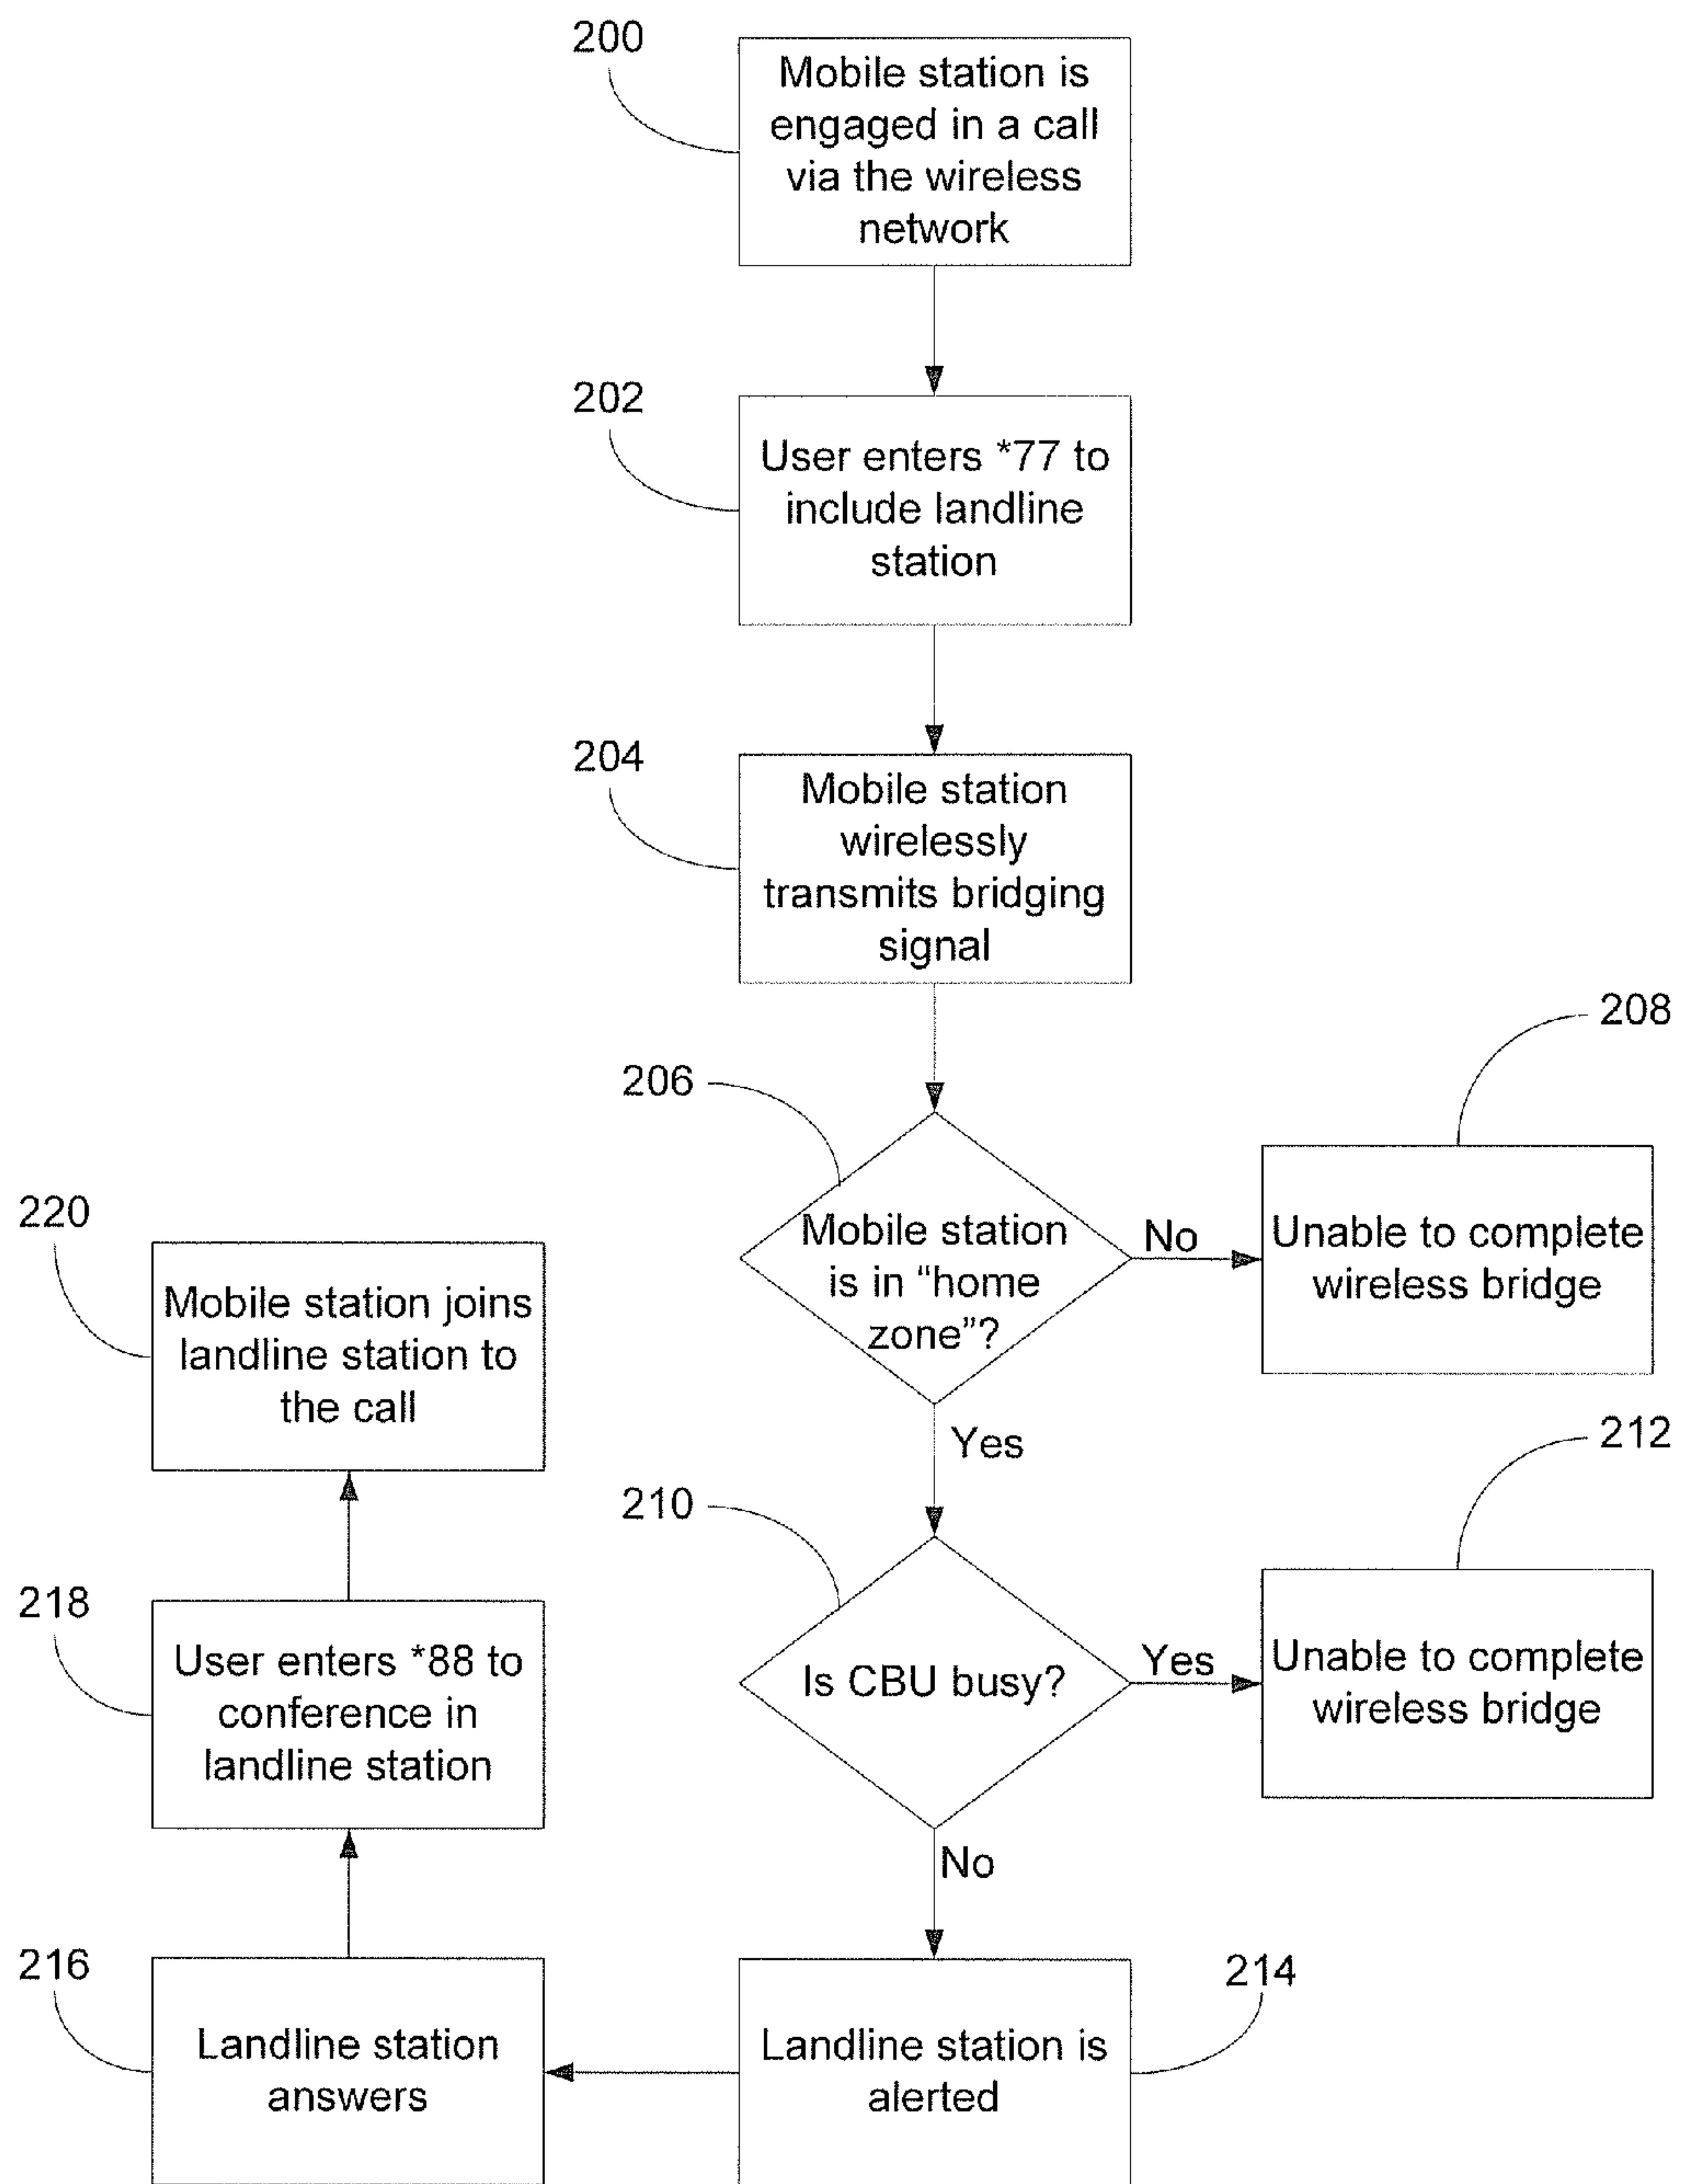 200
Mobile station is
engaged in a call
via the wireless
network
202
User enters *77 to
include landline
station
204
Mobile station
wirelessly
transmits bridging
signal
206
Mobile station
is in “home
zone”?
No
208
Unable to complete
wireless bridge
Yes
210
Is CBU busy?
Yes
212
Unable to complete
wireless bridge
No
214
Landline station is
alerted
216
Landline station
answers
218
User enters *88 to
conference in
landline station
220
Mobile station joins
landline station to
the call